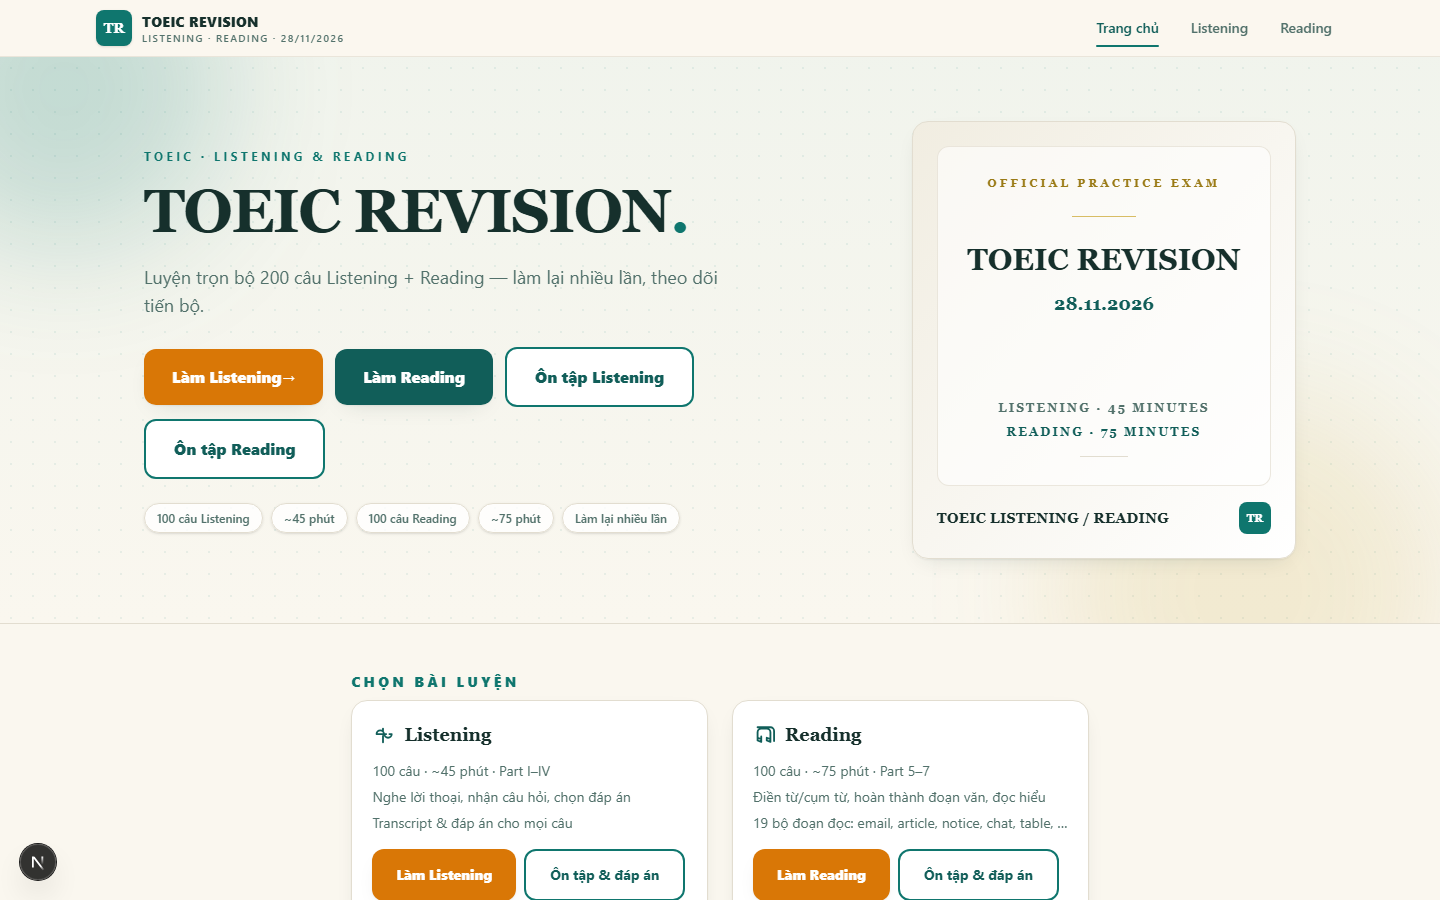 TR
TOEIC REVISION
LISTENING · READING · 28/11/2026
Trang chủ
Listening
Reading
TOEIC · LISTENING & READING
TOEIC REVISION.
Luyện trọn bộ 200 câu Listening + Reading — làm lại nhiều lần, theo dõi
tiến bộ.
Làm Listening→
Làm Reading
Ôn tập Listening
Ôn tập Reading
100 câu Listening
~45 phút
100 câu Reading
~75 phút
Làm lại nhiều lần
OFFICIAL PRACTICE EXAM
TOEIC REVISION
28.11.2026
LISTENING · 45 MINUTES
READING · 75 MINUTES
TOEIC LISTENING / READING
TR
CHỌN BÀI LUYỆN
Listening
100 câu · ~45 phút · Part I–IV
Nghe lời thoại, nhận câu hỏi, chọn đáp án
Transcript & đáp án cho mọi câu
Làm Listening
Ôn tập & đáp án
Reading
100 câu · ~75 phút · Part 5–7
Điền từ/cụm từ, hoàn thành đoạn văn, đọc hiểu
19 bộ đoạn đọc: email, article, notice, chat, table, ...
Làm Reading
Ôn tập & đáp án
N